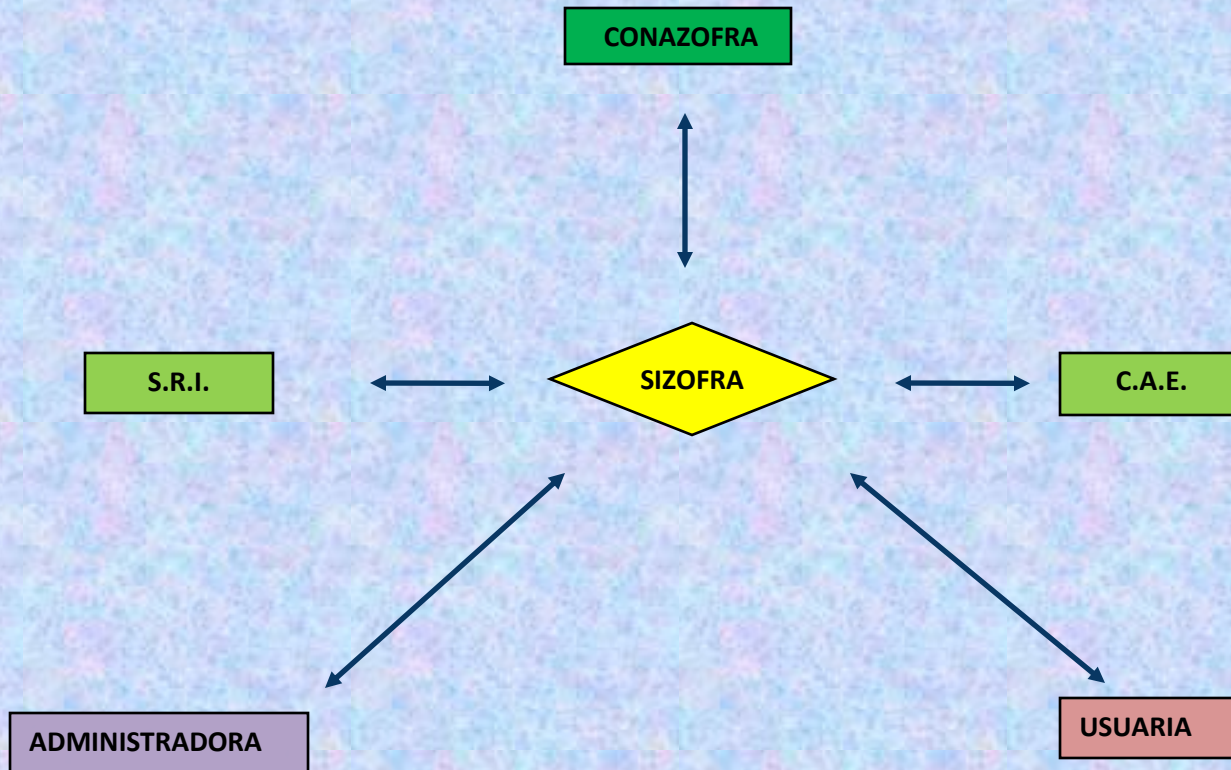 CONAZOFRA
S.R.I.
SIZOFRA
C.A.E.
ADMINISTRADORA
USUARIA